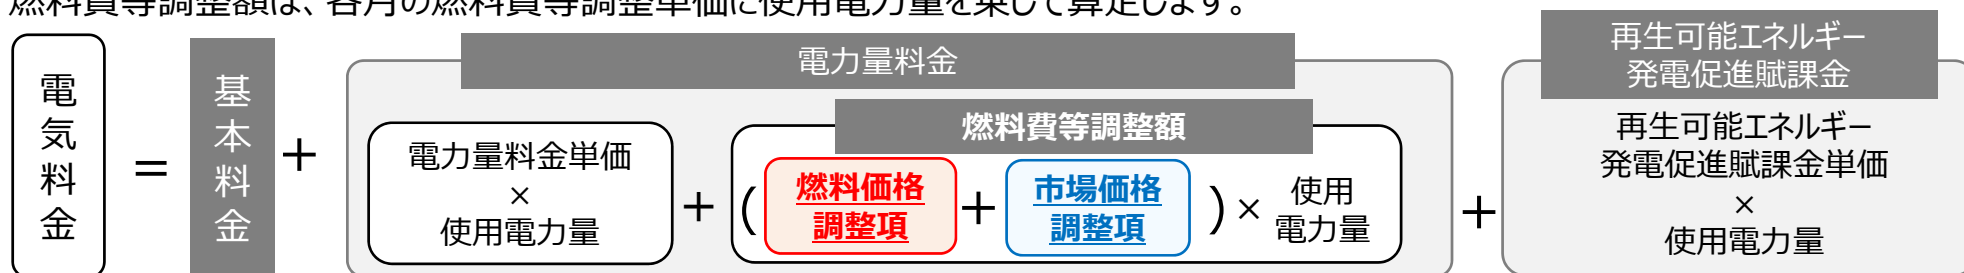 燃料費等調整額は、各月の燃料費等調整単価に使用電力量を乗じて算定します。
電気料金
＝
基本料金
＋
電力量料金
電力量料金単価
×
使用電力量
＋
燃料費等調整額
(
燃料価格
調整項
＋
市場価格
調整項
)
×
使用
電力量
＋
再生可能エネルギー
発電促進賦課金
再生可能エネルギー
発電促進賦課金単価
×
使用電力量